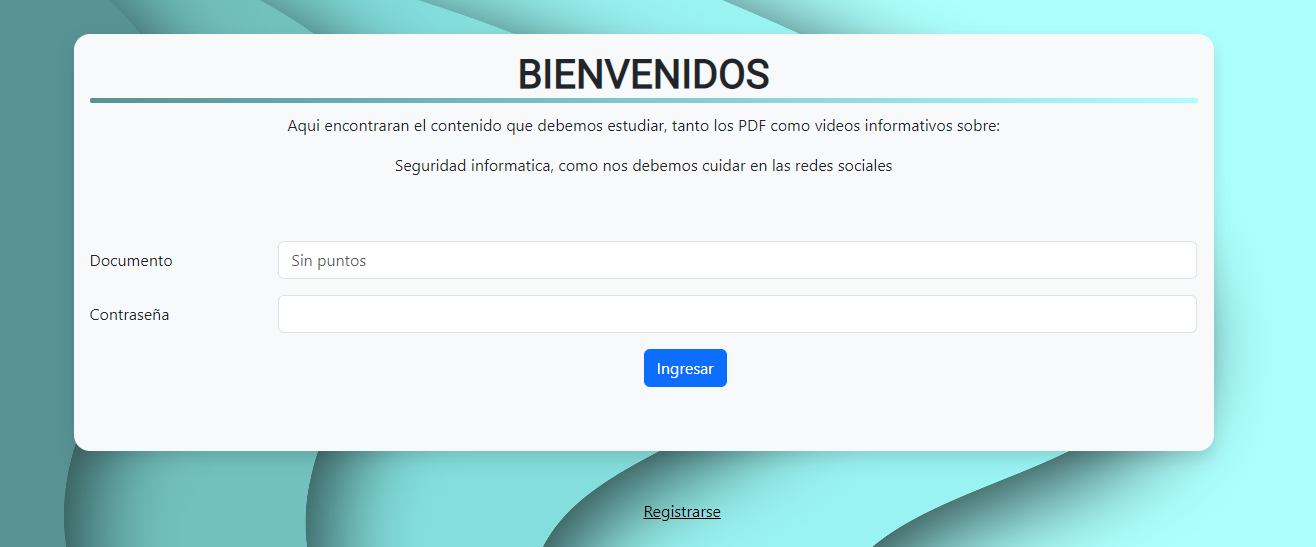 BIENVENIDOS
Aqui encontraran el contenido que debemos estudiar, tanto los PDF como videos informativos sobre:
Seguridad informatica, como nos debemos cuidar en las redes sociales
Documento
Sin puntos
Contraseña
Ingresar
Registrarse